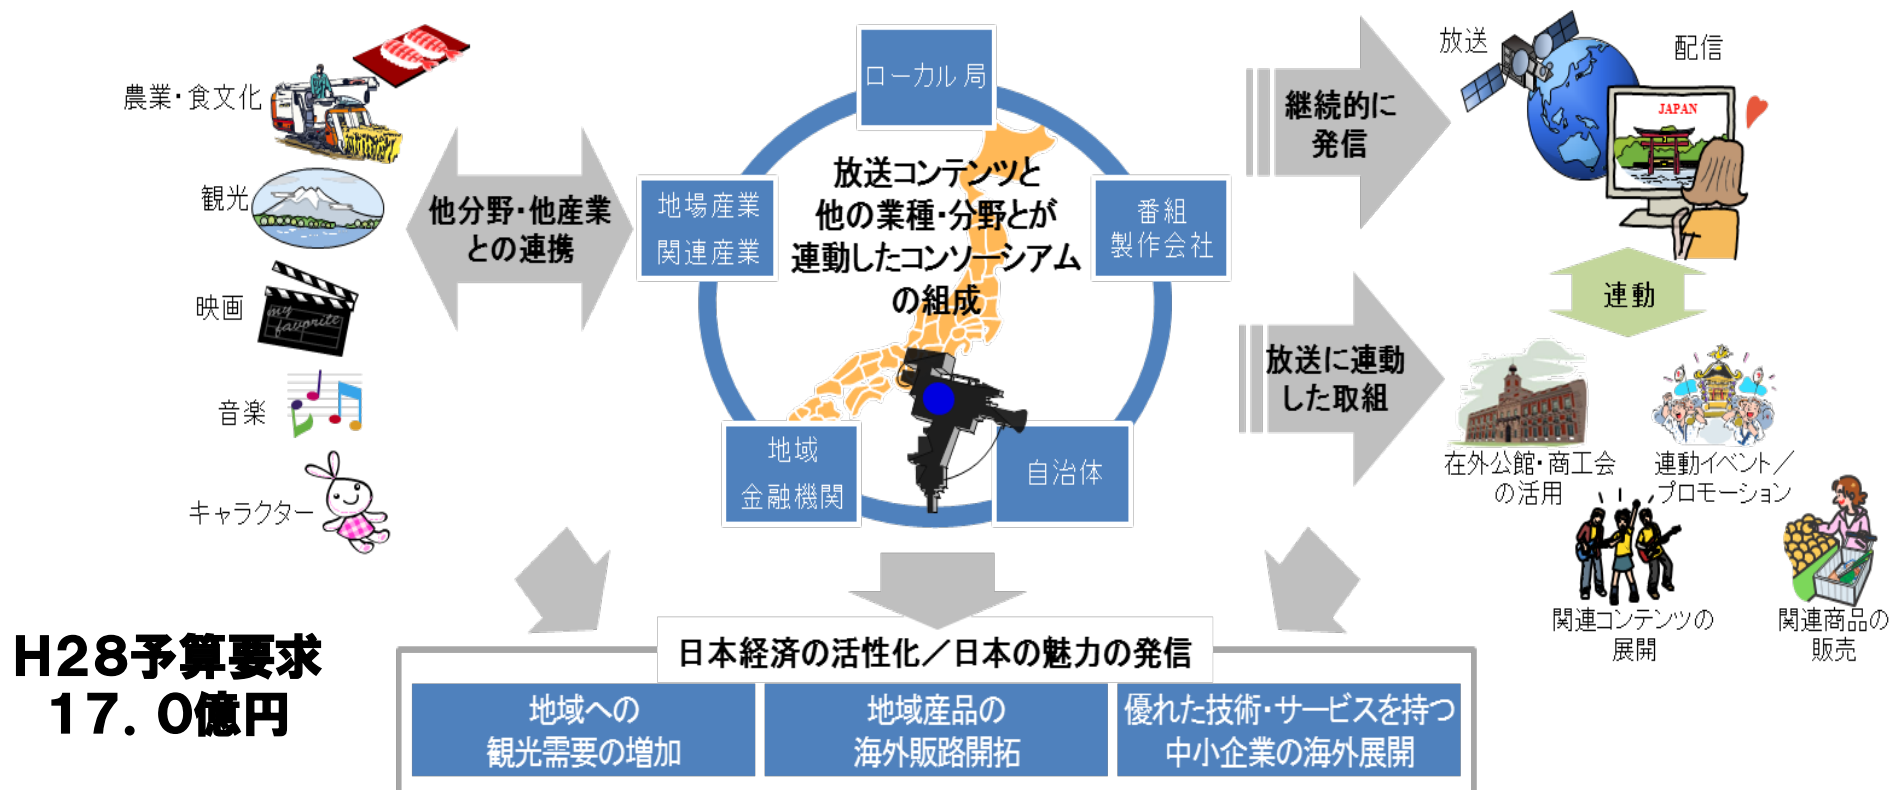 農業・食文化
観光
映画
my
favorite
音楽
キャラクター
他分野・他産業
との連携
ローカル局
地場産業
関連産業
番組
製作会社
地域
金融機関
自治体
放送コンテンツと
他の業種・分野とが
連動したコンソーシアム
の組成
継続的に
発信
放送
配信
JAPAN
連動
放送に連動
した取組
在外公館・商工会
の活用
連動イベント／
プロモーション
関連コンテンツの
展開
関連商品の
販売
H28予算要求
17.0億円
日本経済の活性化／日本の魅力の発信
地域への
観光需要の増加
地域産品の
海外販路開拓
優れた技術・サービスを持つ
中小企業の海外展開